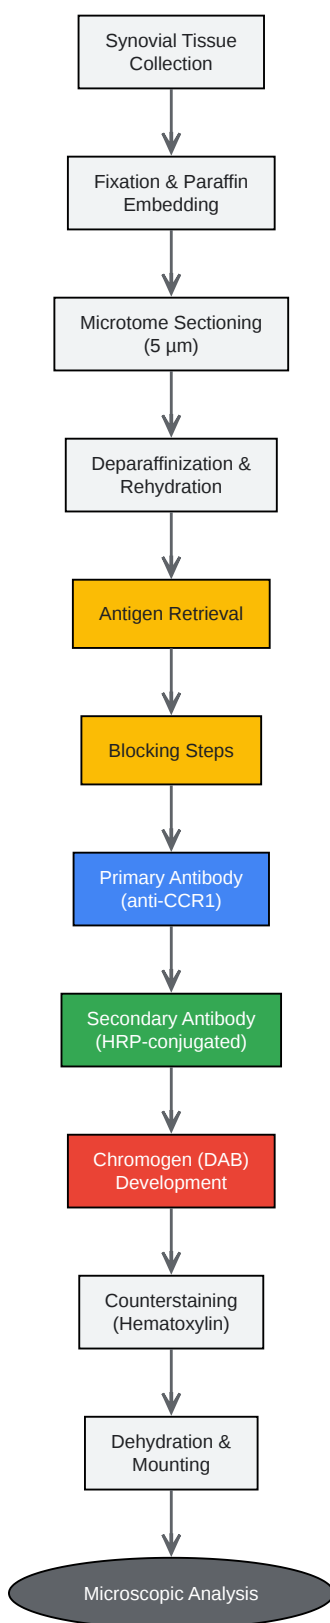 Synovial Tissue
Collection
Fixation & Paraffin
Embedding
Microtome Sectioning
(5 µm)
Deparaffinization &
Rehydration
Antigen Retrieval
Blocking Steps
Primary Antibody
(anti-CCR1)
Secondary Antibody
(HRP-conjugated)
Chromogen (DAB)
Development
Counterstaining
(Hematoxylin)
Dehydration &
Mounting
Microscopic Analysis